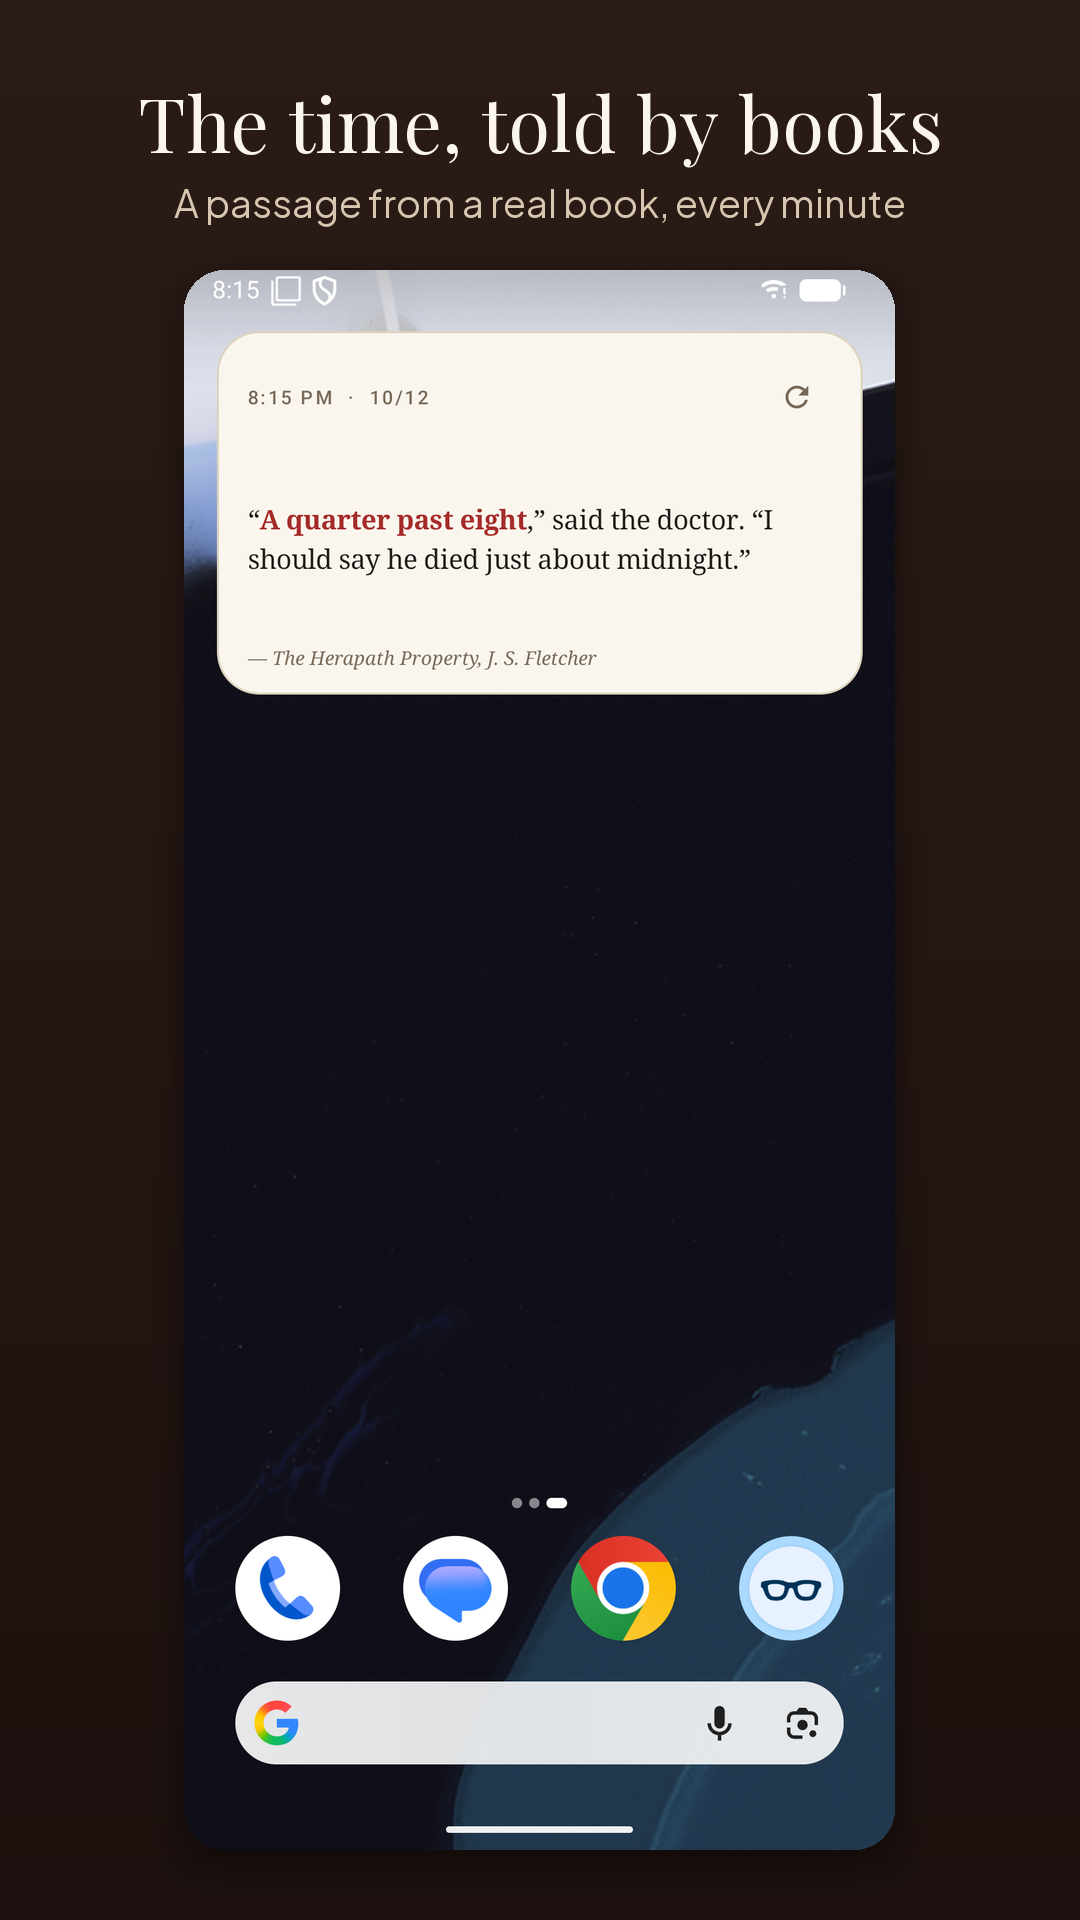 The time, told by books
A passage from a real book, every minute
8:15
8:15 PM · 10/12
“A quarter past eight,” said the doctor. “I
should say he died just about midnight.”
— The Herapath Property, J. S. Fletcher